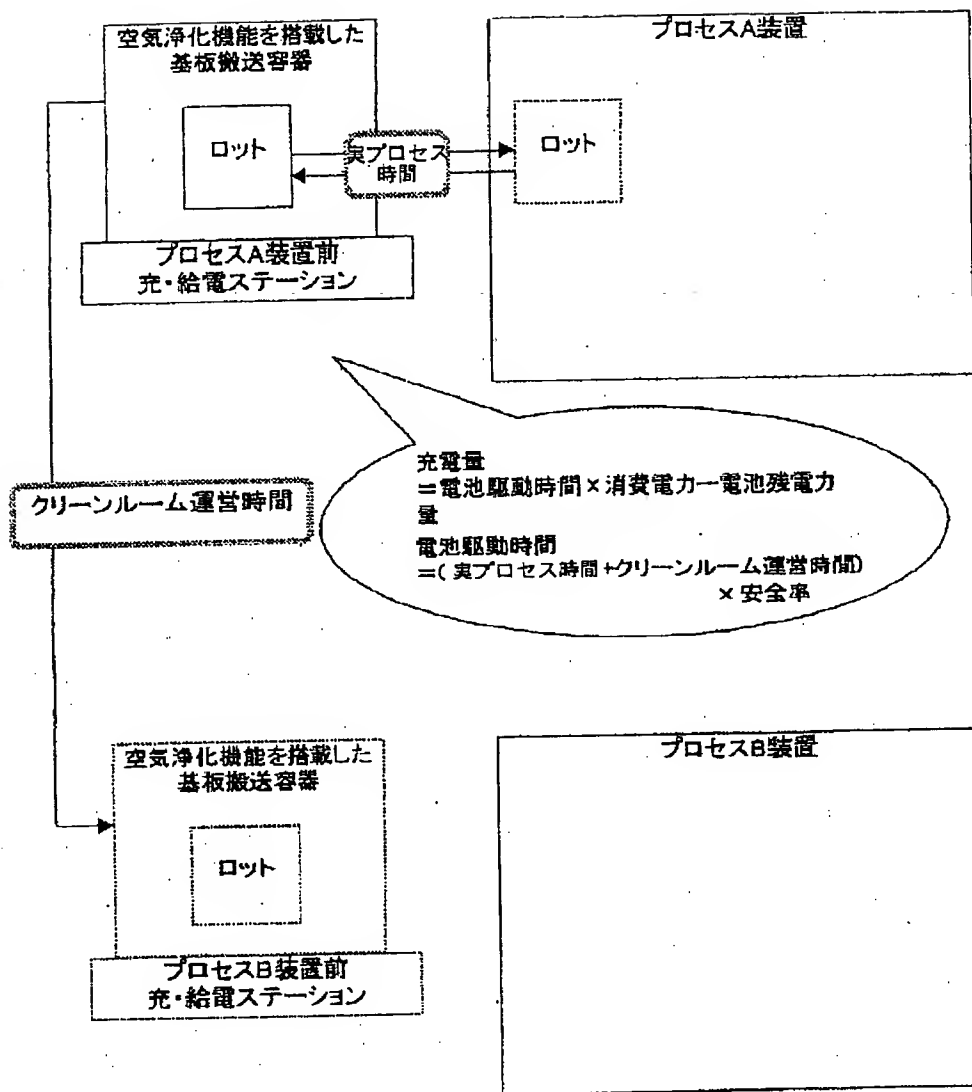 空気浄化機能を搭載した
基板搬送容器
ロット
プロセスA装置前
充・給電ステーション
実プロセス
時間
プロセスA装置
ロット
クリーンルーム運営時間
充電量
=電池駆動時間×消費電力ー電池残電力
量
電池駆動時間
=(実プロセス時間+クリーンルーム運営時間)
×安全率
空気浄化機能を搭載した
基板搬送容器
ロット
プロセスB装置前
充・給電ステーション
プロセスB装置